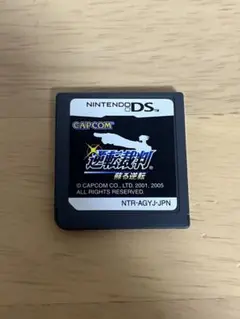 NINTENDO DS™
CAPCOM
逆転裁判
蘇る逆転
© CAPCOM CO., LTD. 2001, 2005
ALL RIGHTS RESERVED.
NTR-AGYJ-JPN